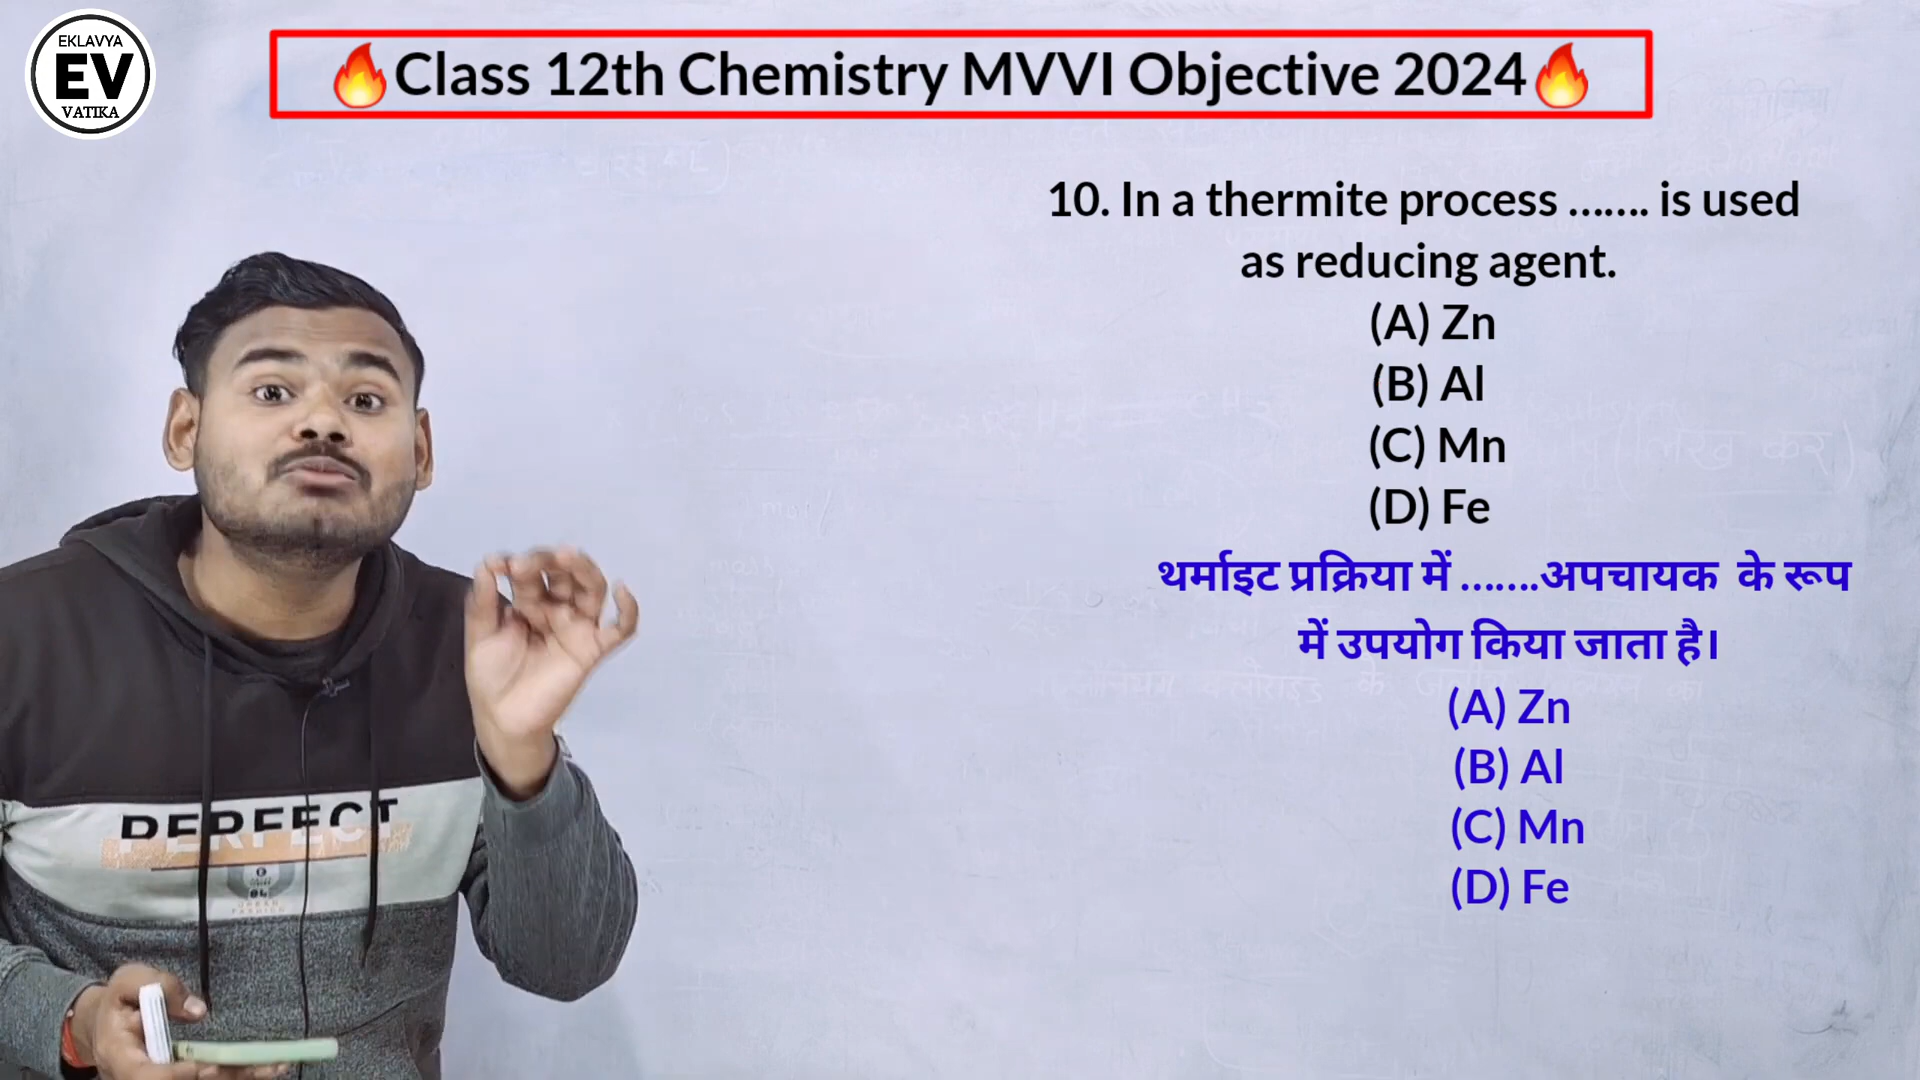 EKLAVYA
EV
VATIKA
🔥Class 12th Chemistry MVVI Objective 2024🔥
10. In a thermite process ....... is used
as reducing agent.
(A) Zn
(B) Al
(C) Mn
(D) Fe
थर्माइट प्रक्रिया में .......अपचायक के रूप
में उपयोग किया जाता है।
(A) Zn
(B) Al
(C) Mn
(D) Fe
PERFECT